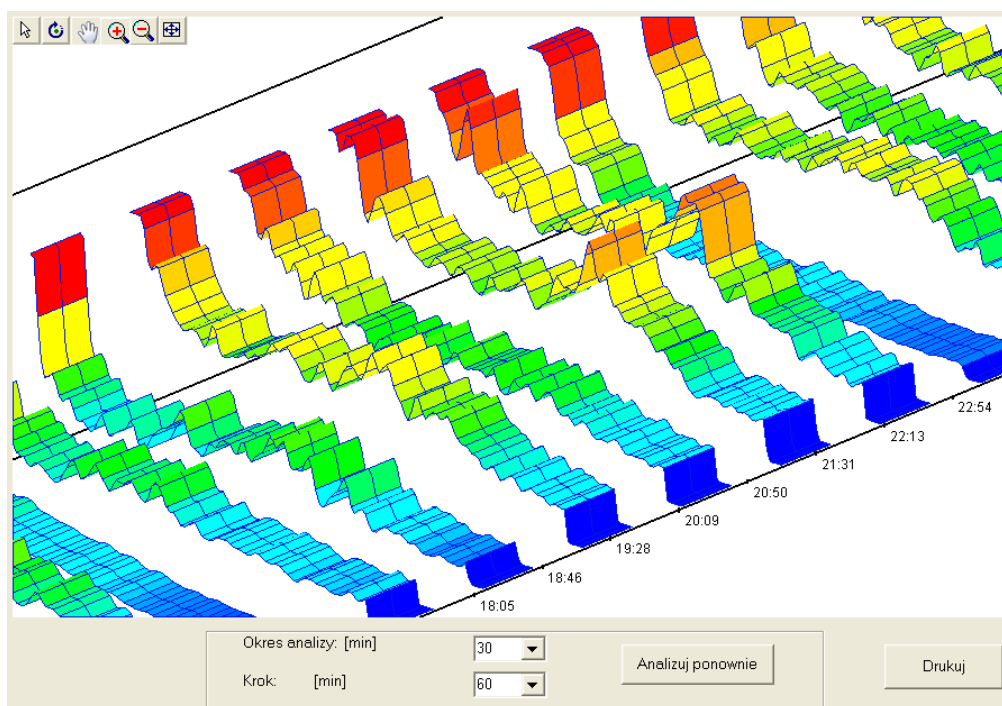 22:54
22:13
21:31
20:50
20:09
19:28
18:46
18:05
Okres analizy: [min]
30
Krok: [min]
60
Analizuj ponownie
Drukuj